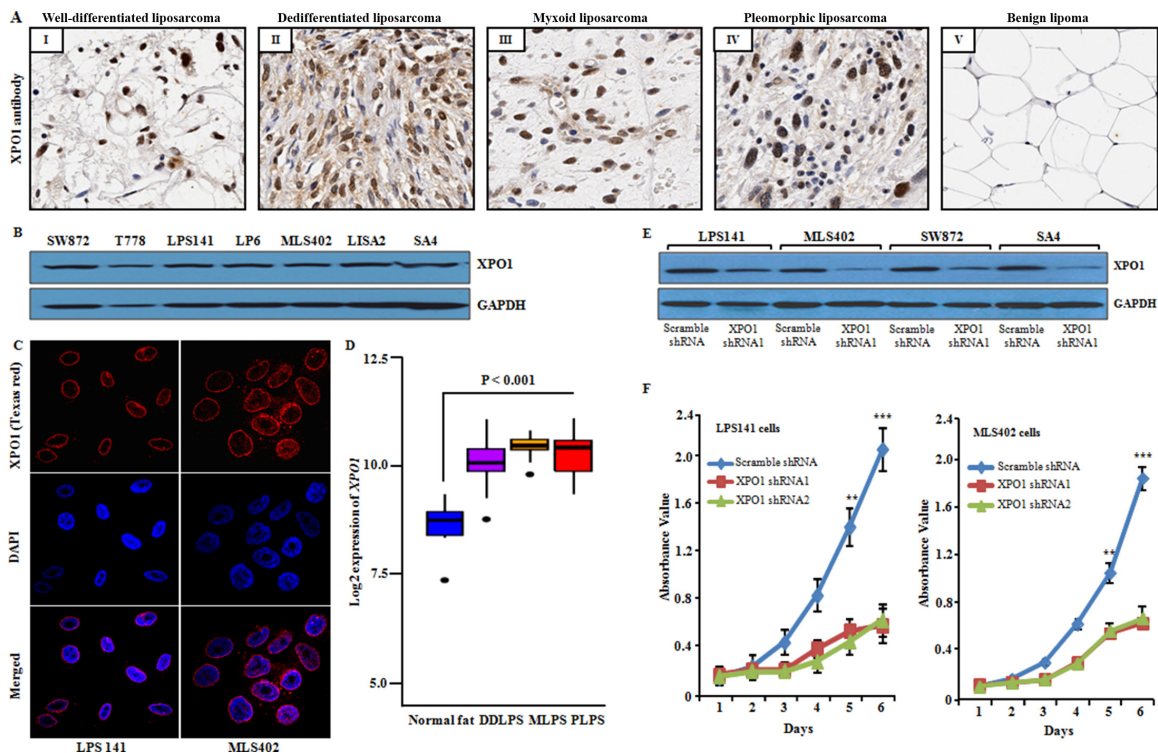 A
Well-differentiated liposarcoma
Dedifferentiated liposarcoma
Myxoid liposarcoma
Pleomorphic liposarcoma
Benign lipoma
XPO1 antibody
I
II
III
IV
V
B
SW872 T778 LPS141 LP6 MLS402 LISA2 SA4
XPO1
GAPDH
C
XPO1 (Texas red)
DAPI
Merged
LPS 141
MLS402
D
Log2 expression of XPO1
12.5
10.0
7.5
5.0
P < 0.001
Normal fat DDLPS MLPS PLPS
E
LPS141 MLS402 SW872 SA4
XPO1
GAPDH
Scramble shRNA
XPO1 shRNA1
Scramble shRNA
XPO1 shRNA1
Scramble shRNA
XPO1 shRNA1
Scramble shRNA
XPO1 shRNA1
F
LPS141 cells
Scramble shRNA
XPO1 shRNA1
XPO1 shRNA2
Absorbance Value
2.4
2.0
1.6
1.2
0.8
0.4
0
**
***
1 2 3 4 5 6
Days
MLS402 cells
Scramble shRNA
XPO1 shRNA1
XPO1 shRNA2
Absorbance Value
2.4
2.0
1.6
1.2
0.8
0.4
0
**
***
1 2 3 4 5 6
Days